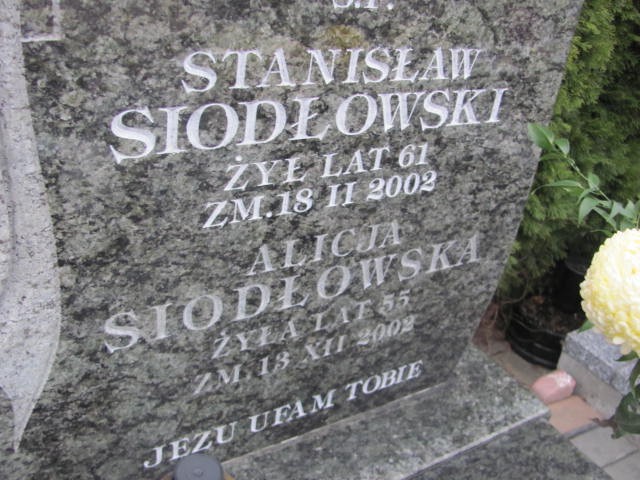 Ś.P.
STANISŁAW
SIODŁOWSKI
ŻYŁ LAT 61
ZM. 18 II 2002
ALICJA
SIODŁOWSKA
ŻYŁA LAT 55
ZM. 13 XII 2002
JEZU UFAM TOBIE